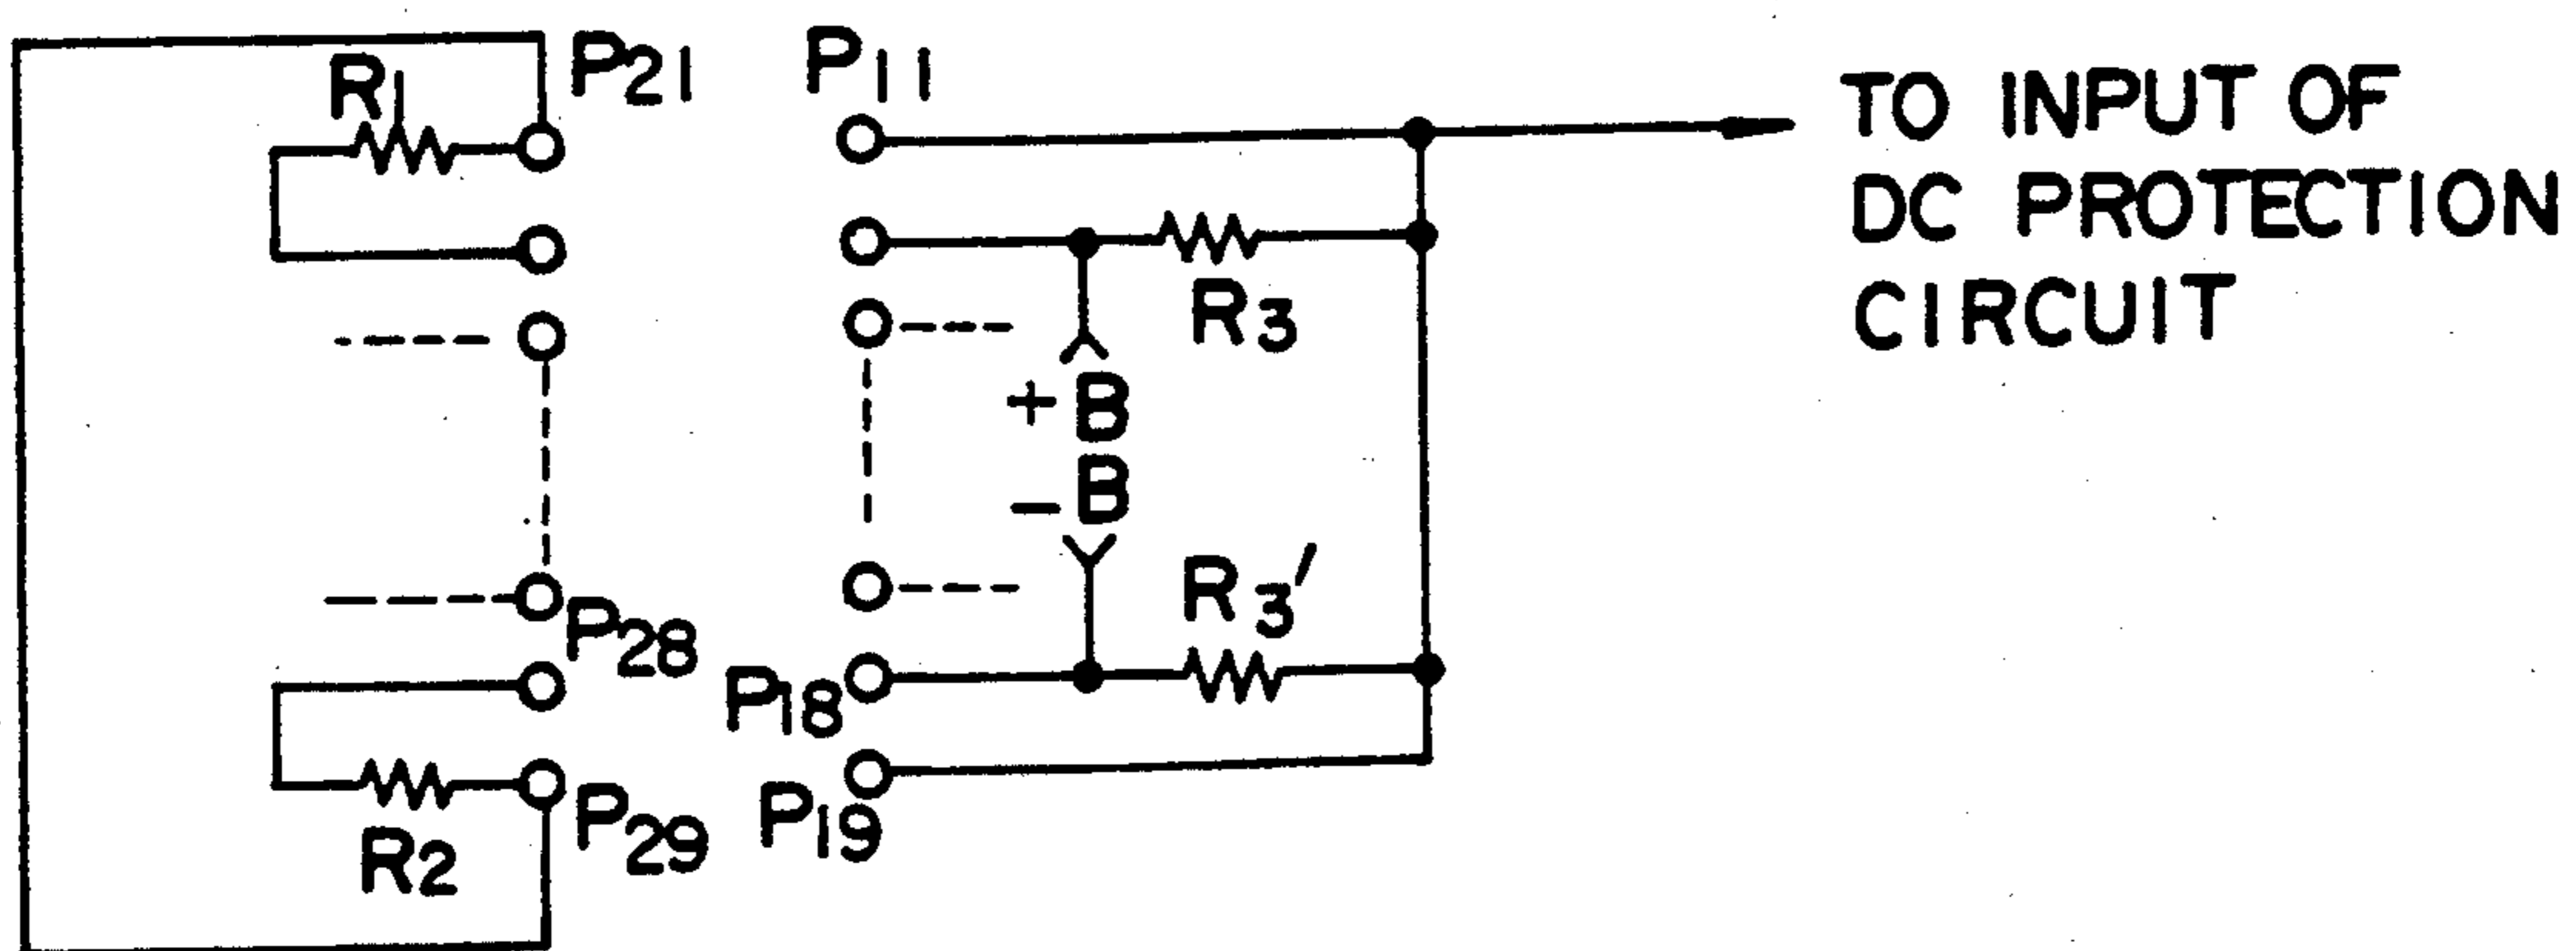 P21
P11
R1
TO INPUT OF
DC PROTECTION
CIRCUIT
R3
+B
-B
R3'
P28
P18
P29
P19
R2